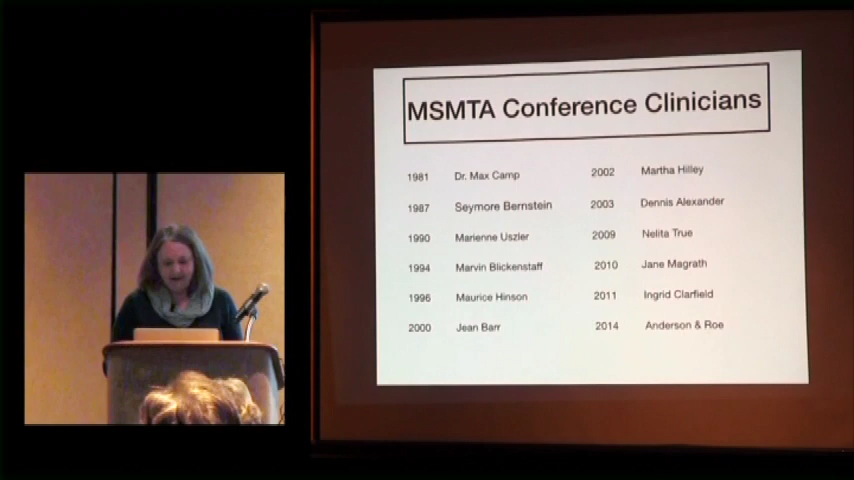 MSMTA Conference Clinicians
1981 Dr. Max Camp
1987 Seymore Bernstein
1990 Marienne Uszler
1994 Marvin Blickenstaff
1996 Maurice Hinson
2000 Jean Barr
2002 Martha Hilley
2003 Dennis Alexander
2009 Nelita True
2010 Jane Magrath
2011 Ingrid Clarfield
2014 Anderson & Roe